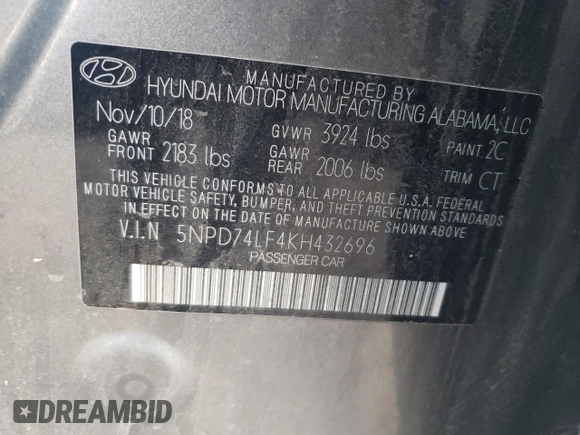 MANUFACTURED BY
HYUNDAI MOTOR MANUFACTURING ALABAMA, LLC
Nov/10/18 GVWR 3924 lbs PAINT 2C
GAWR FRONT 2183 lbs GAWR REAR 2006 lbs TRIM CT
THIS VEHICLE CONFORMS TO ALL APPLICABLE U.S.A. FEDERAL
MOTOR VEHICLE SAFETY, BUMPER, AND THEFT PREVENTION STANDARDS
IN EFFECT ON THE DATE OF MANUFACTURE SHOWN ABOVE.
V.I.N 5NPD74LF4KH432696
PASSENGER CAR
DREAMBID